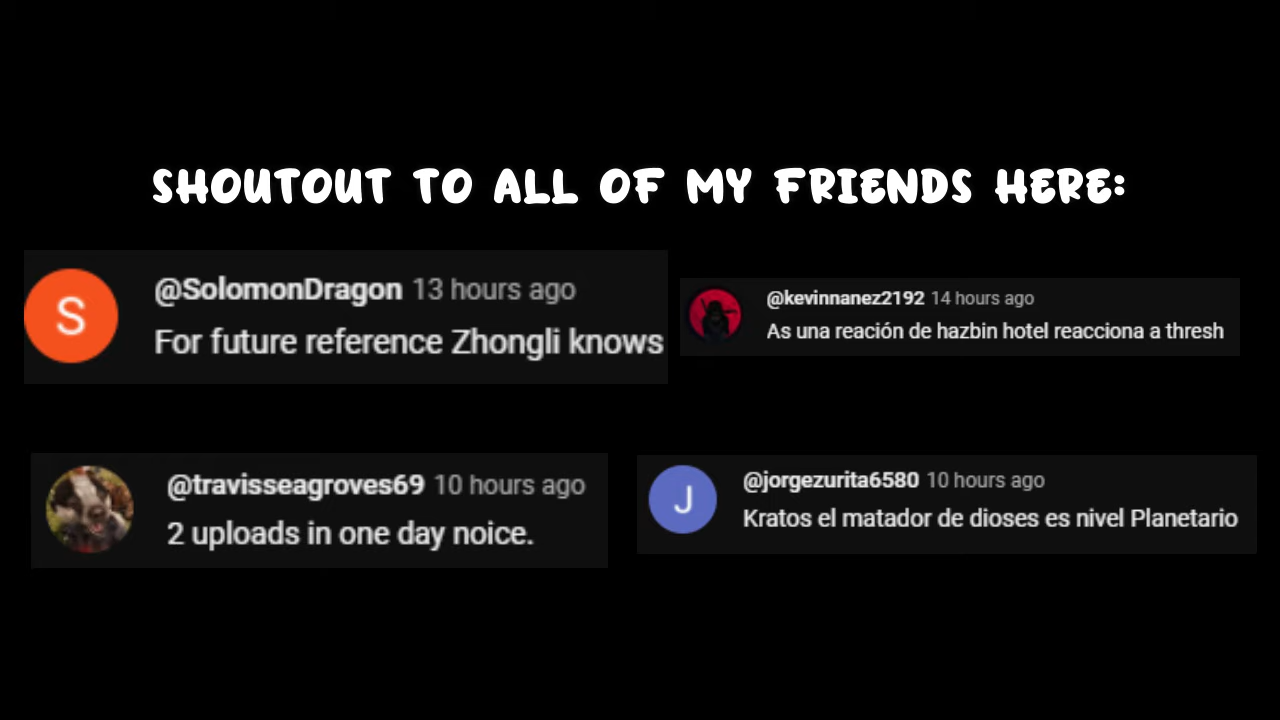 SHOUTOUT TO ALL OF MY FRIENDS HERE:
S
@SolomonDragon 13 hours ago
For future reference Zhongli knows
@kevinnanez2192 14 hours ago
As una reación de hazbin hotel reacciona a thresh
@travisseagroves69 10 hours ago
2 uploads in one day noice.
J
@jorgezurita6580 10 hours ago
Kratos el matador de dioses es nivel Planetario